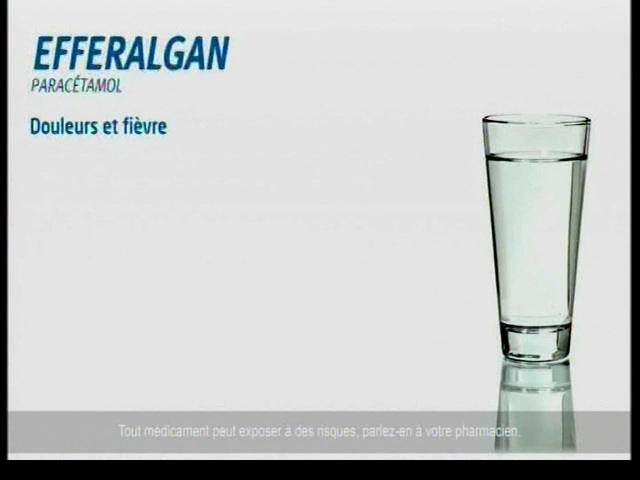 EFFERALGAN
PARACÉTAMOL
Douleurs et fièvre
Tout médicament peut exposer à des risques, parlez-en à votre pharmacien.